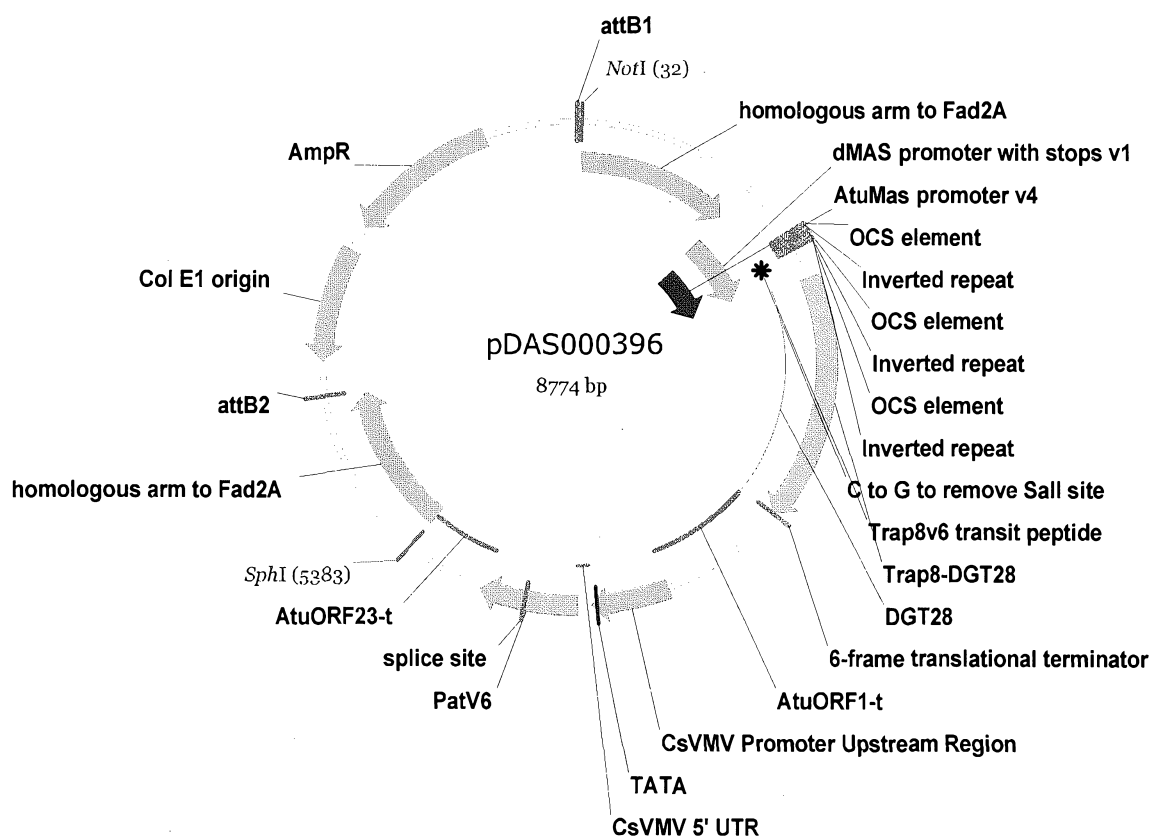 attB1
NotI (32)
homologous arm to Fad2A
AmpR
dMAS promoter with stops v1
AtuMas promoter v4
OCS element
Col E1 origin
Inverted repeat
OCS element
pDAS000396
Inverted repeat
8774 bp
attB2
OCS element
Inverted repeat
homologous arm to Fad2A
C to G to remove SalI site
Trap8v6 transit peptide
SphI (5383)
Trap8-DGT28
AtuORF23-t
DGT28
splice site
6-frame translational terminator
PatV6
AtuORF1-t
CsVMV Promoter Upstream Region
TATA
CsVMV 5' UTR